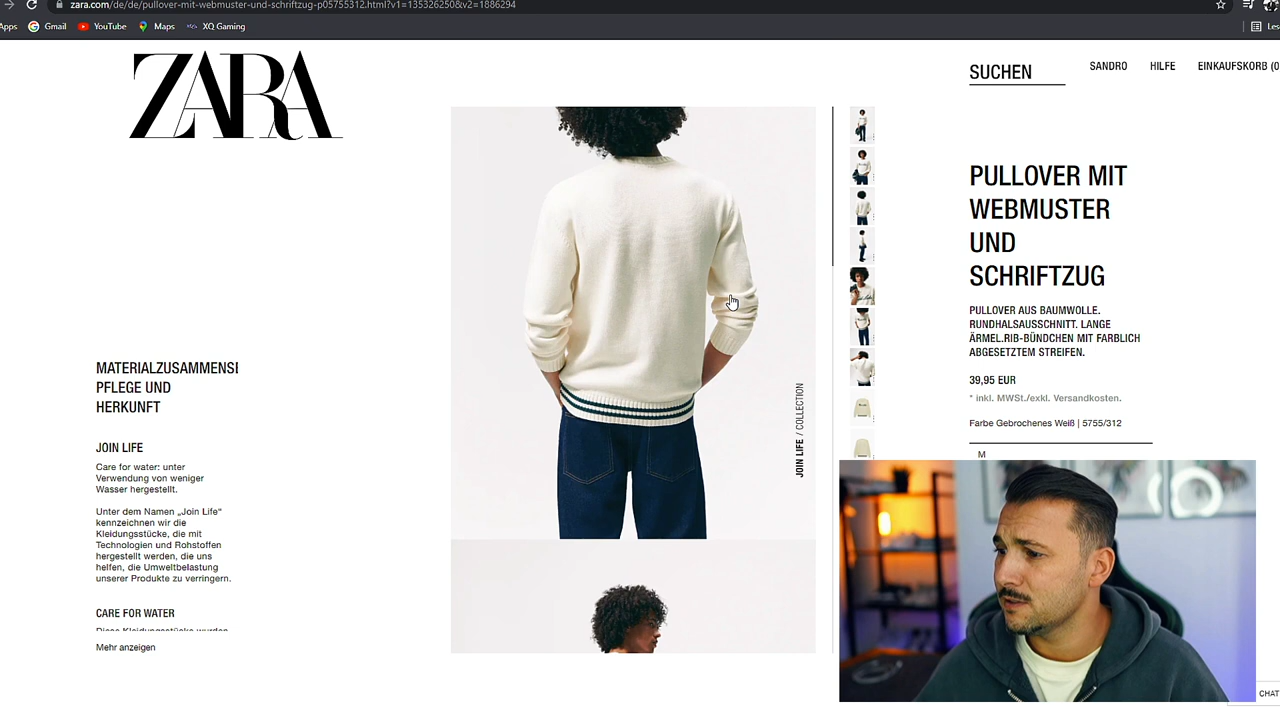 zara.com/de/de/pullover-mit-webmuster-und-schriftzug-p05755312.html?v1=135326250&v2=1886294
Apps Gmail YouTube Maps XQ Gaming Les
ZARA
SUCHEN
SANDRO HILFE EINKAUFSKORB (0
PULLOVER MIT
WEBMUSTER
UND
SCHRIFTZUG
PULLOVER AUS BAUMWOLLE.
RUNDHALSAUSSCHNITT. LANGE
ÄRMEL.RIB-BÜNDCHEN MIT FARBLICH
ABGESETZTEM STREIFEN.
39,95 EUR
* inkl. MWSt./exkl. Versandkosten.
Farbe Gebrochenes Weiß | 5755/312
M
JOIN LIFE / COLLECTION
MATERIALZUSAMMENSI
PFLEGE UND
HERKUNFT
JOIN LIFE
Care for water: unter
Verwendung von weniger
Wasser hergestellt.
Unter dem Namen „Join Life“
kennzeichnen wir die
Kleidungsstücke, die mit
Technologien und Rohstoffen
hergestellt werden, die uns
helfen, die Umweltbelastung
unserer Produkte zu verringern.
CARE FOR WATER
Diese Kleidungsstücke wurden
Mehr anzeigen
CHAT